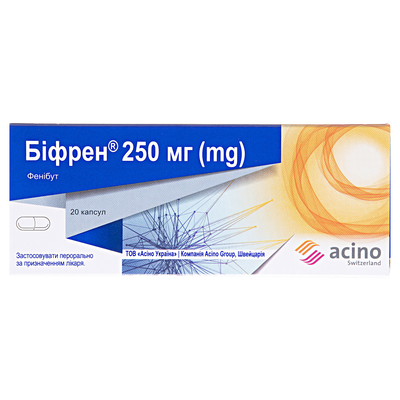 Біфрен® 250 мг (mg)
Фенібут
20 капсул
Застосовувати перорально
за призначенням лікаря.
ТОВ «Асіно Україна» | Компанія Acino Group, Швейцарія
acino
Switzerland